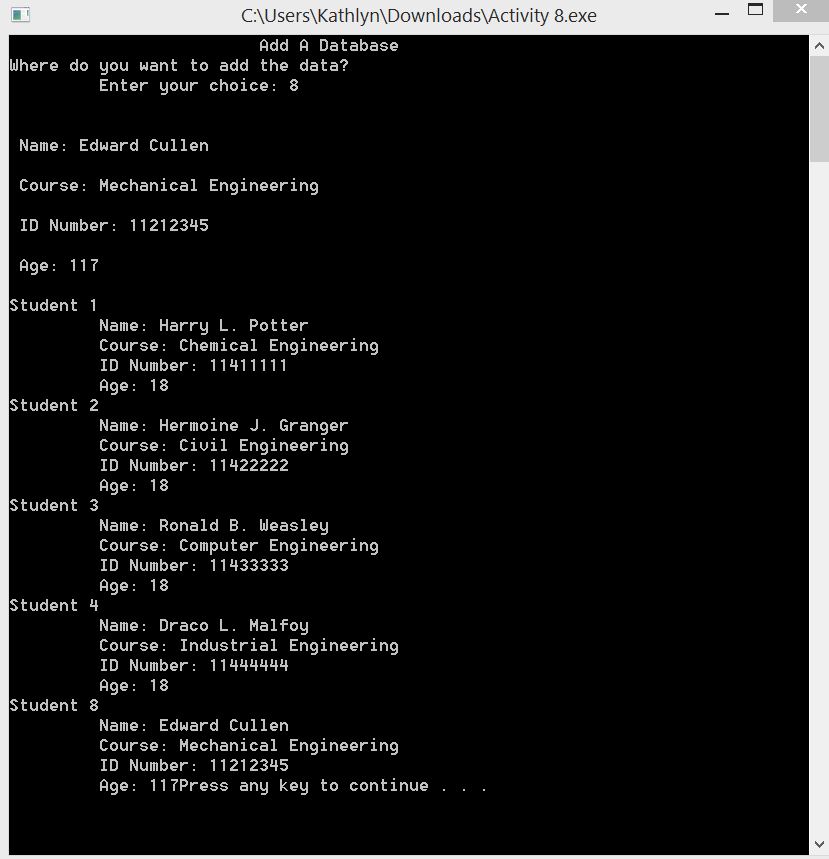 C:\Users\Kathlyn\Downloads\Activity 8.exe
Add A Database
Where do you want to add the data?
Enter your choice: 8
Name: Edward Cullen
Course: Mechanical Engineering
ID Number: 11212345
Age: 117
Student 1
Name: Harry L. Potter
Course: Chemical Engineering
ID Number: 11411111
Age: 18
Student 2
Name: Hermoine J. Granger
Course: Civil Engineering
ID Number: 11422222
Age: 18
Student 3
Name: Ronald B. Weasley
Course: Computer Engineering
ID Number: 11433333
Age: 18
Student 4
Name: Draco L. Malfoy
Course: Industrial Engineering
ID Number: 11444444
Age: 18
Student 8
Name: Edward Cullen
Course: Mechanical Engineering
ID Number: 11212345
Age: 117Press any key to continue . . .